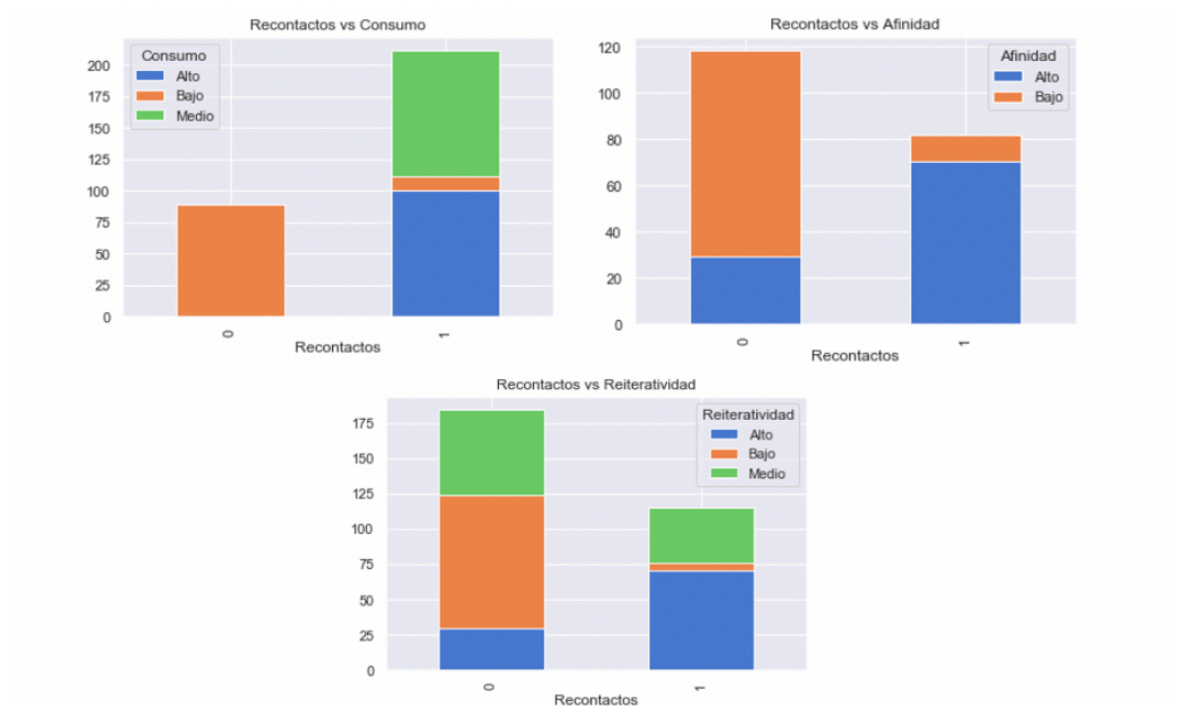 Recontactos vs Consumo
Consumo
Alto
Bajo
Medio
200
175
150
125
100
75
50
25
0
0
1
Recontactos
Recontactos vs Afinidad
Afinidad
Alto
Bajo
120
100
80
60
40
20
0
0
1
Recontactos
Recontactos vs Reiteratividad
Reiteratividad
Alto
Bajo
Medio
175
150
125
100
75
50
25
0
0
1
Recontactos